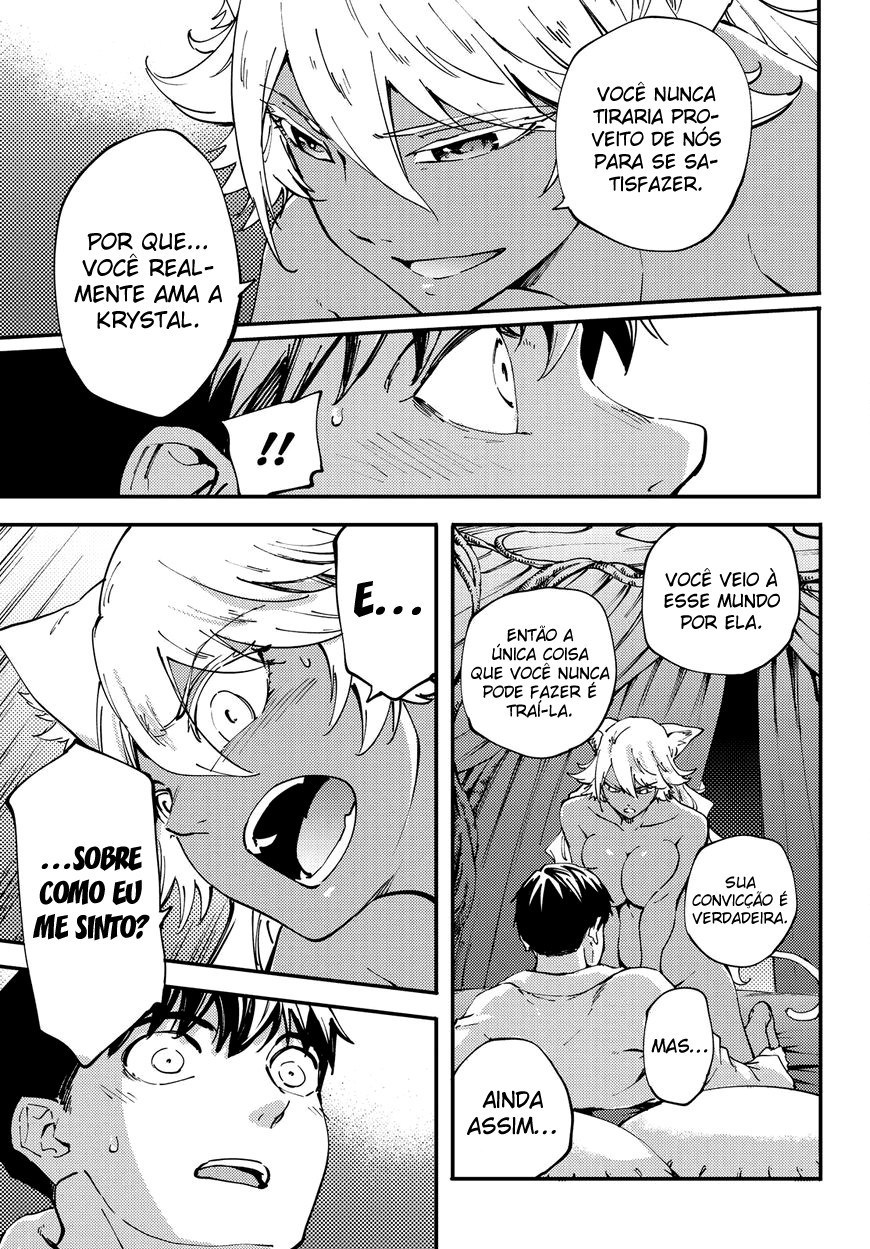 VOCÊ NUNCA
TIRARIA PRO-
VEITO DE NÓS
PARA SE SA-
TISFAZER.
POR QUE...
VOCÊ REAL-
MENTE AMA A
KRYSTAL.
!!
VOCÊ VEIO À
ESSE MUNDO
POR ELA.
ENTÃO A
ÚNICA COISA
QUE VOCÊ NUNCA
PODE FAZER É
TRAÍ-LA.
SUA
CONVICÇÃO É
VERDADEIRA.
MAS...
AINDA
ASSIM...
E...
...SOBRE
COMO EU
ME SINTO?